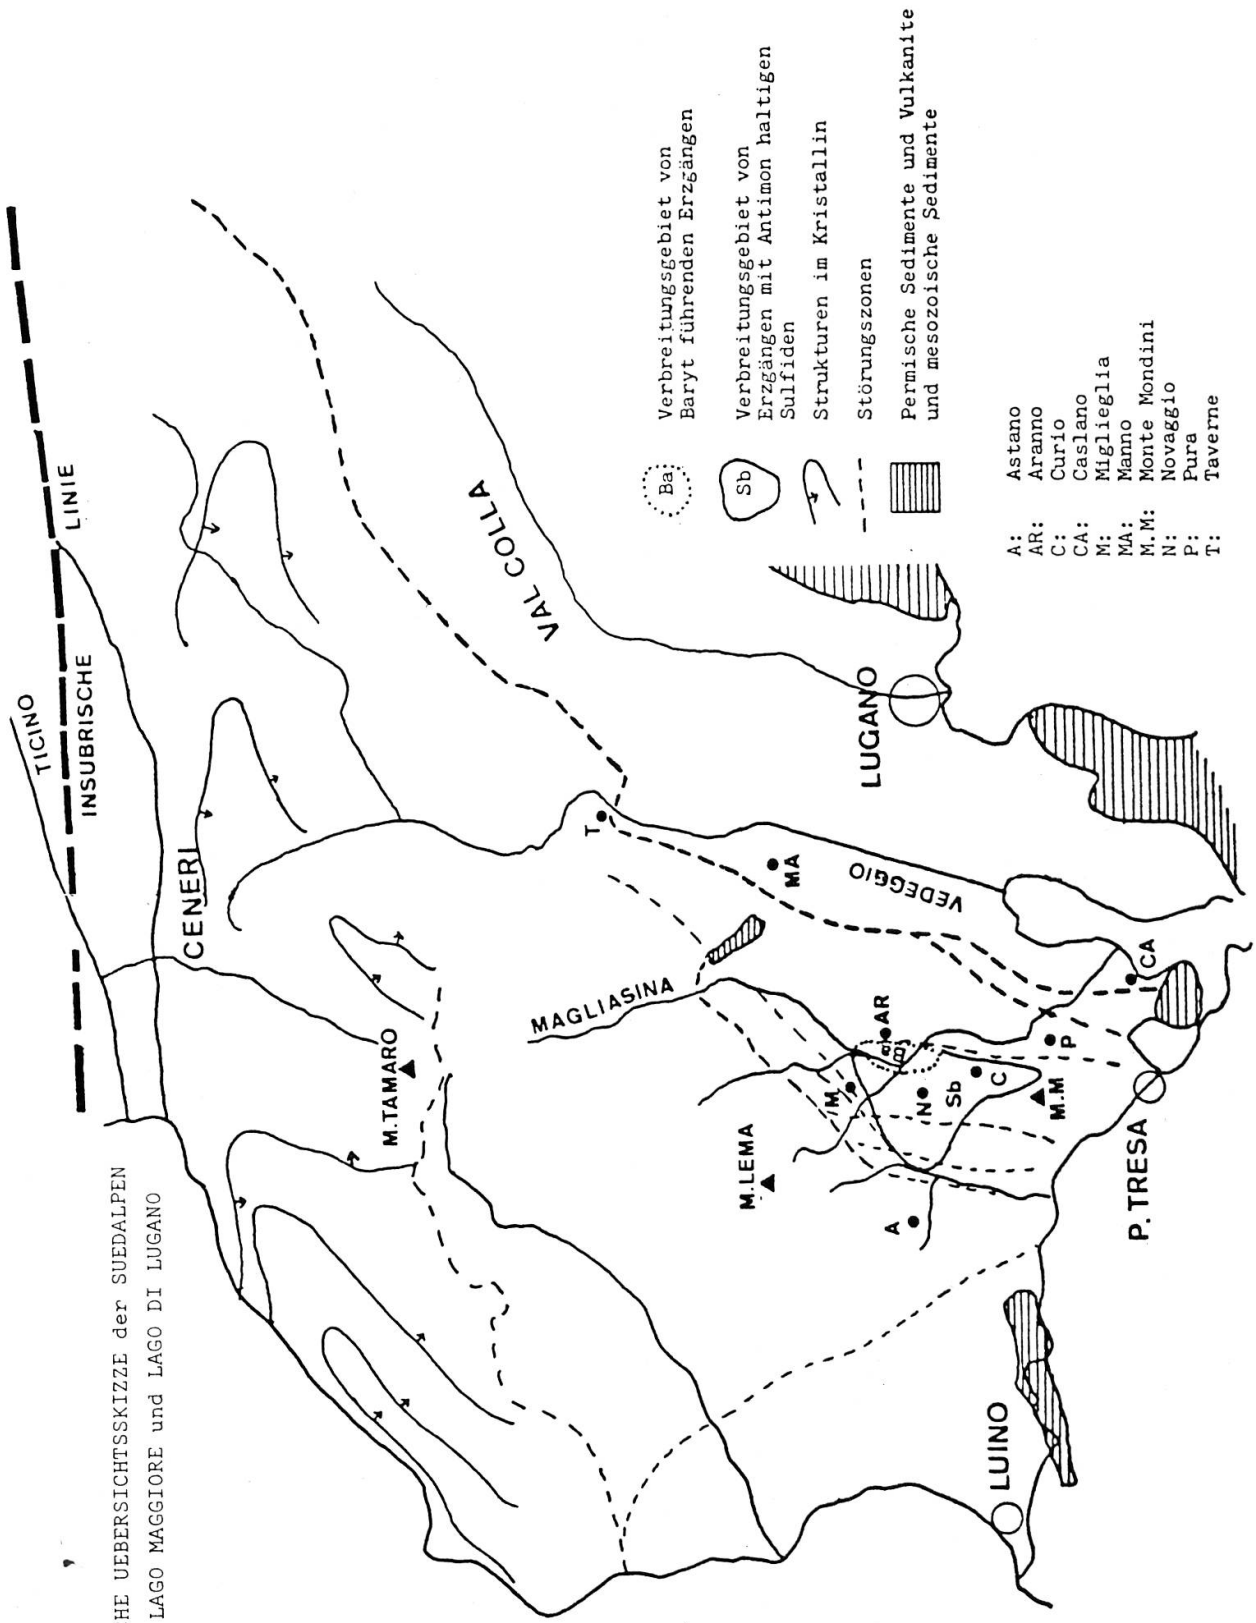 HE UEBERSICHTSSKIZZE der SUEDALPEN
LAGO MAGGIORE und LAGO DI LUGANO
TICINO
INSUBRISCHE LINIE
CENERI
M.TAMARO
VAL COLLA
T
MAGLIASINA
MA
VEDEGGIO
LUGANO
M.LEMA
M
AR
Ba
A
N
Sb
C
M.M
P
CA
P. TRESA
LUINO
Ba
Verbreitungsgebiet von
Baryt führenden Erzgängen
Sb
Verbreitungsgebiet von
Erzgängen mit Antimon haltigen
Sulfiden
Strukturen im Kristallin
Störungszonen
Permische Sedimente und Vulkanite
und mesozoische Sedimente
A: Astano
AR: Aranno
C: Curio
CA: Caslano
M: Miglieglia
MA: Manno
M.M: Monte Mondini
N: Novaggio
P: Pura
T: Taverne